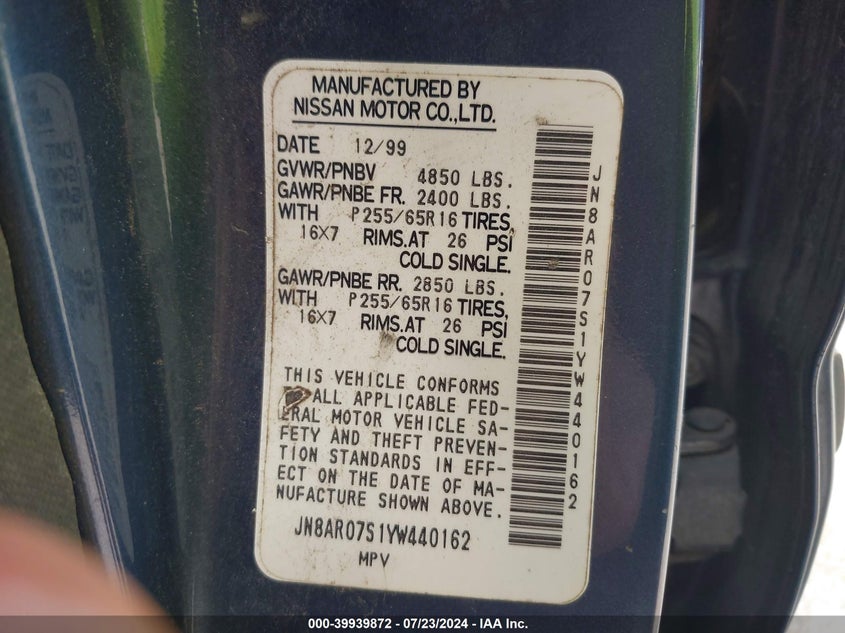 MANUFACTURED BY
NISSAN MOTOR CO.,LTD.
DATE 12/99
GVWR/PNBV 4850 LBS.
GAWR/PNBE FR. 2400 LBS.
WITH P255/65R16 TIRES,
16X7 RIMS.AT 26 PSI
COLD SINGLE.
GAWR/PNBE RR. 2850 LBS.
WITH P255/65R16 TIRES,
16X7 RIMS.AT 26 PSI
COLD SINGLE.
THIS VEHICLE CONFORMS
ALL APPLICABLE FED-
ERAL MOTOR VEHICLE SA-
FETY AND THEFT PREVEN-
TION STANDARDS IN EFF-
ECT ON THE DATE OF MA-
NUFACTURE SHOWN ABOVE.
JN8AR07S1YW440162
MPV
JN8AR07S1YW440162
000-39939872 - 07/23/2024 - IAA Inc.